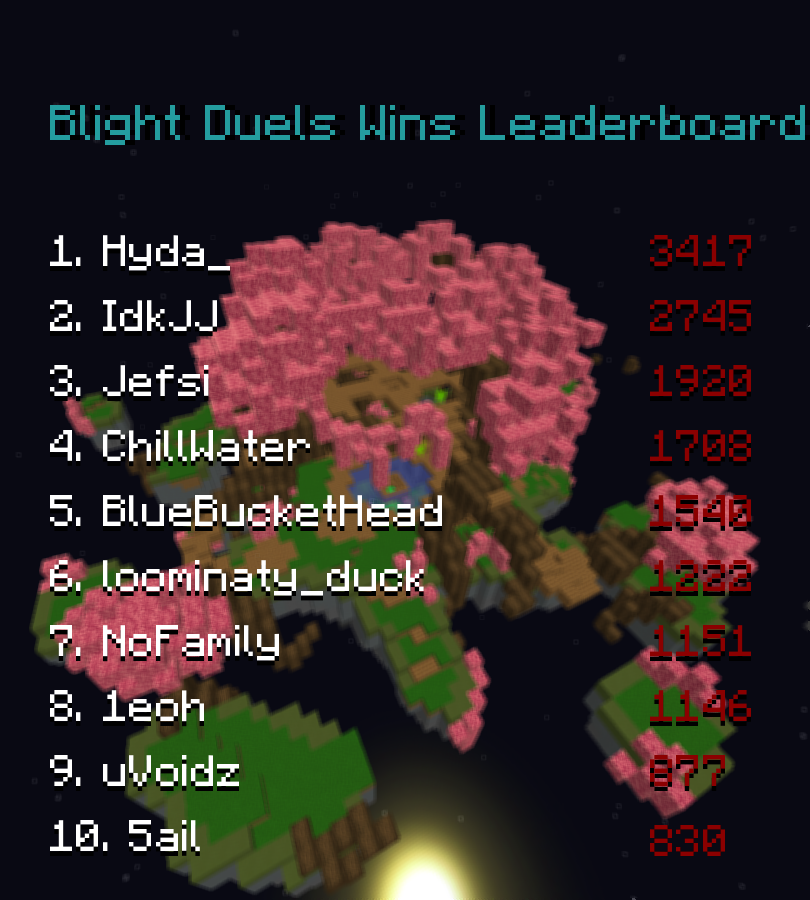 Blight Duels Wins Leaderboard
1. Hyda_ 3417
2. IdkJJ 2745
3. Jefsi 1920
4. ChillWater 1708
5. BlueBucketHead 1540
6. loominaty_duck 1222
7. NoFamily 1151
8. 1eoh 1146
9. uVoidz 877
10. 5ail 830